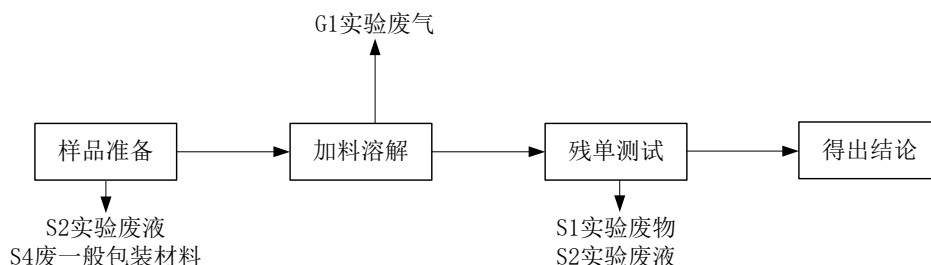 G1实验废气
样品准备
加料溶解
残单测试
得出结论
S2实验废液
S4废一般包装材料
S1实验废物
S2实验废液